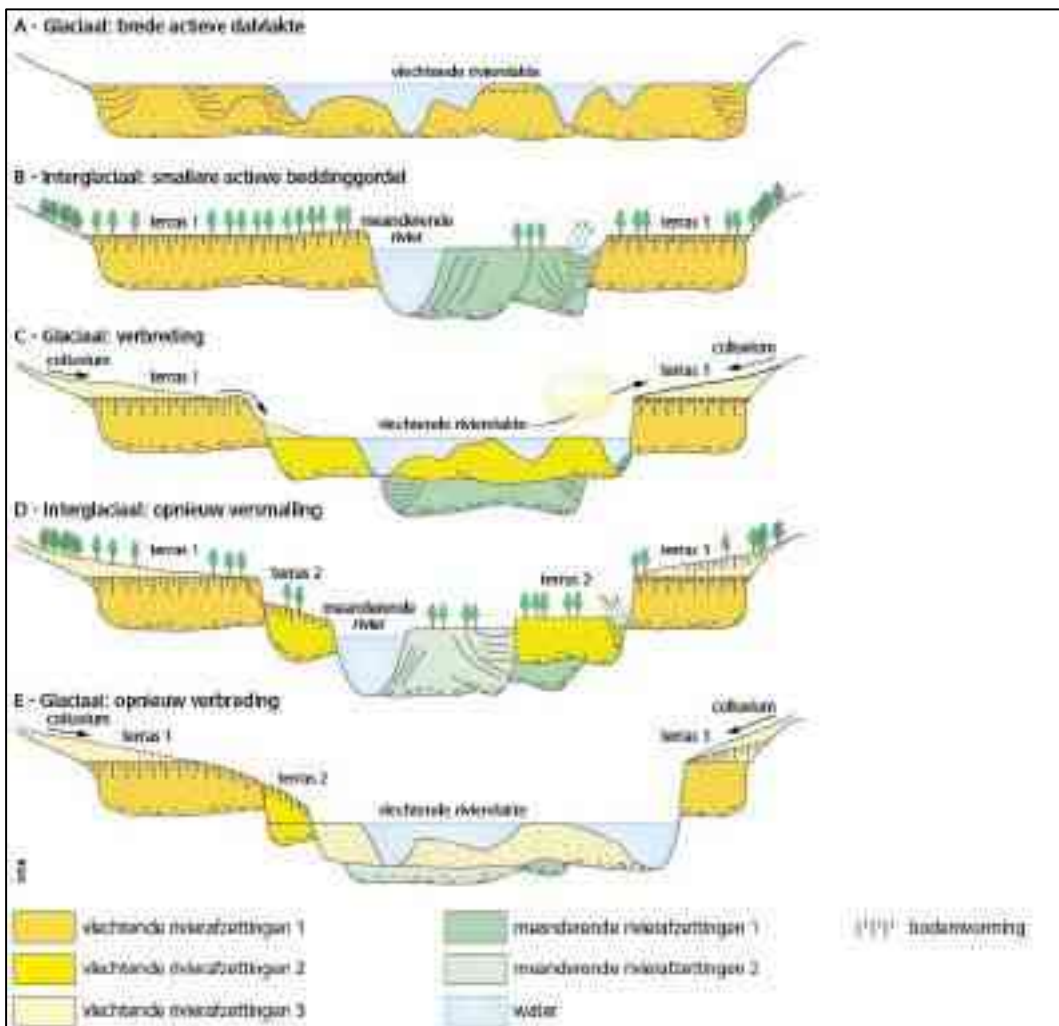 A - Glaciaal: brede actieve dalvlakte
vlechtende riviervlakte
B - Interglaciaal: smallere actieve beddinggordel
terras 1
meanderende
rivier
terras 1
C - Glaciaal: verbreding
colluvium
terras 1
colluvium
terras 1
vlechtende riviervlakte
D - Interglaciaal: opnieuw versmalling
terras 1
terras 2
meanderende
rivier
terras 2
terras 1
E - Glaciaal: opnieuw verbreding
colluvium
terras 1
terras 2
vlechtende riviervlakte
colluvium
terras 1
vlechtende rivierafzettingen 1
vlechtende rivierafzettingen 2
vlechtende rivierafzettingen 3
meanderende rivierafzettingen 1
meanderende rivierafzettingen 2
water
bodemvorming